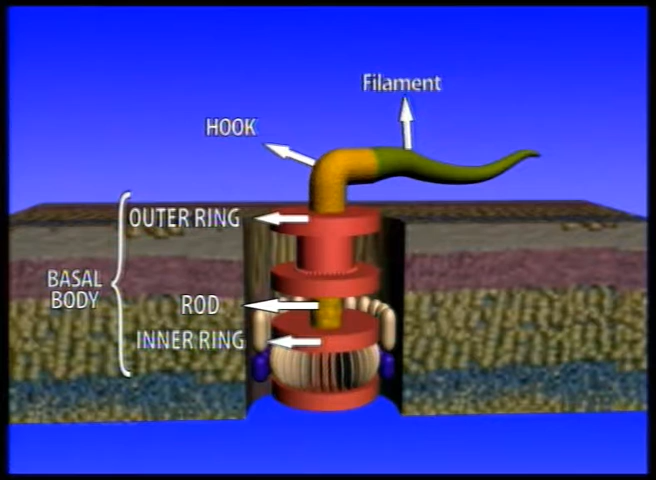 Filament
HOOK
OUTER RING
BASAL
BODY
ROD
INNER RING